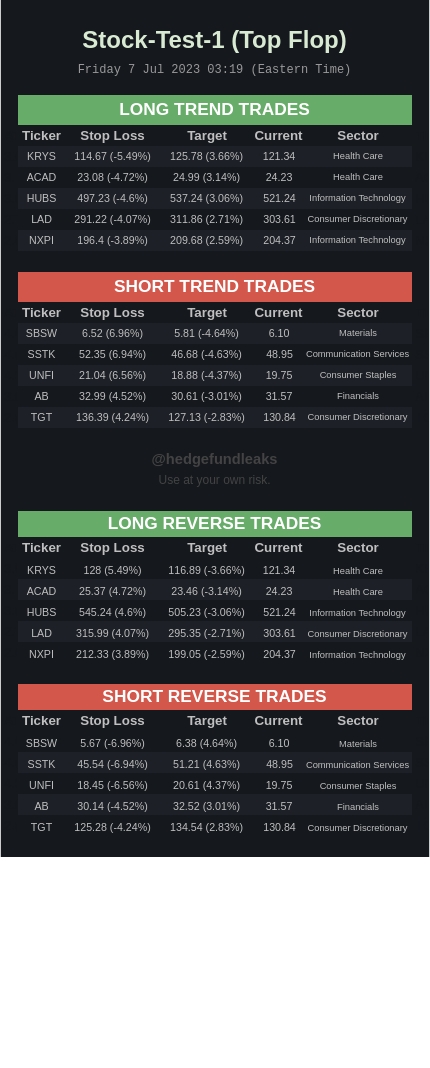 Stock-Test-1 (Top Flop)
Friday 7 Jul 2023 03:19 (Eastern Time)
LONG TREND TRADES
Ticker Stop Loss Target Current Sector
KRYS 114.67 (-5.49%) 125.78 (3.66%) 121.34 Health Care
ACAD 23.08 (-4.72%) 24.99 (3.14%) 24.23 Health Care
HUBS 497.23 (-4.6%) 537.24 (3.06%) 521.24 Information Technology
LAD 291.22 (-4.07%) 311.86 (2.71%) 303.61 Consumer Discretionary
NXPI 196.4 (-3.89%) 209.68 (2.59%) 204.37 Information Technology
SHORT TREND TRADES
Ticker Stop Loss Target Current Sector
SBSW 6.52 (6.96%) 5.81 (-4.64%) 6.10 Materials
SSTK 52.35 (6.94%) 46.68 (-4.63%) 48.95 Communication Services
UNFI 21.04 (6.56%) 18.88 (-4.37%) 19.75 Consumer Staples
AB 32.99 (4.52%) 30.61 (-3.01%) 31.57 Financials
TGT 136.39 (4.24%) 127.13 (-2.83%) 130.84 Consumer Discretionary
@hedgefundleaks
Use at your own risk.
LONG REVERSE TRADES
Ticker Stop Loss Target Current Sector
KRYS 128 (5.49%) 116.89 (-3.66%) 121.34 Health Care
ACAD 25.37 (4.72%) 23.46 (-3.14%) 24.23 Health Care
HUBS 545.24 (4.6%) 505.23 (-3.06%) 521.24 Information Technology
LAD 315.99 (4.07%) 295.35 (-2.71%) 303.61 Consumer Discretionary
NXPI 212.33 (3.89%) 199.05 (-2.59%) 204.37 Information Technology
SHORT REVERSE TRADES
Ticker Stop Loss Target Current Sector
SBSW 5.67 (-6.96%) 6.38 (4.64%) 6.10 Materials
SSTK 45.54 (-6.94%) 51.21 (4.63%) 48.95 Communication Services
UNFI 18.45 (-6.56%) 20.61 (4.37%) 19.75 Consumer Staples
AB 30.14 (-4.52%) 32.52 (3.01%) 31.57 Financials
TGT 125.28 (-4.24%) 134.54 (2.83%) 130.84 Consumer Discretionary